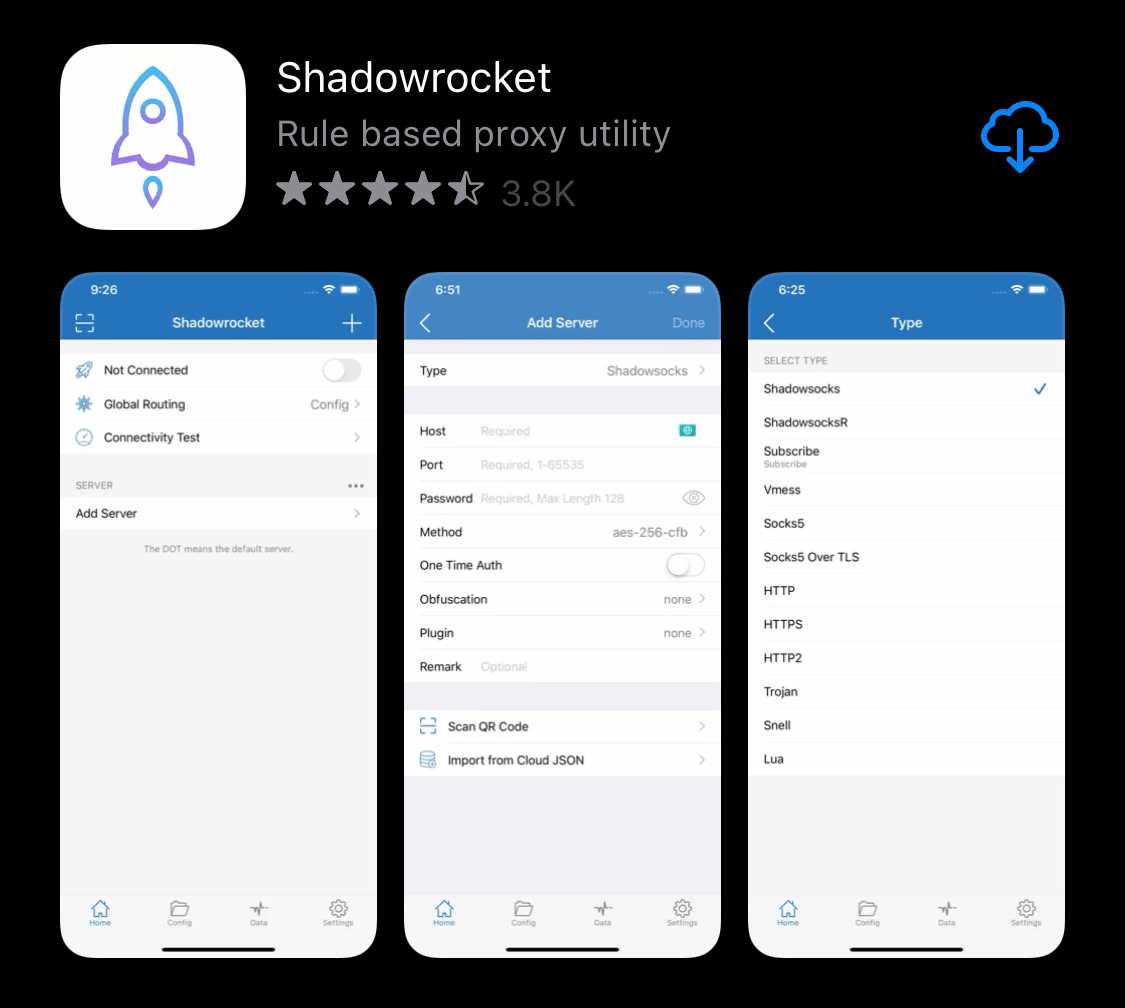 Shadowrocket
Rule based proxy utility
3.8K
9:26
Shadowrocket
Not Connected
Global Routing Config
Connectivity Test
SERVER
Add Server
The DOT means the default server.
Home Config Data Settings
6:51
Add Server Done
Type Shadowsocks
Host Required
Port Required, 1-65535
Password Required, Max Length 128
Method aes-256-cfb
One Time Auth
Obfuscation none
Plugin none
Remark Optional
Scan QR Code
Import from Cloud JSON
Home Config Data Settings
6:25
Type
SELECT TYPE
Shadowsocks
ShadowsocksR
Subscribe
Subscribe
Vmess
Socks5
Socks5 Over TLS
HTTP
HTTPS
HTTP2
Trojan
Snell
Lua
Home Config Data Settings